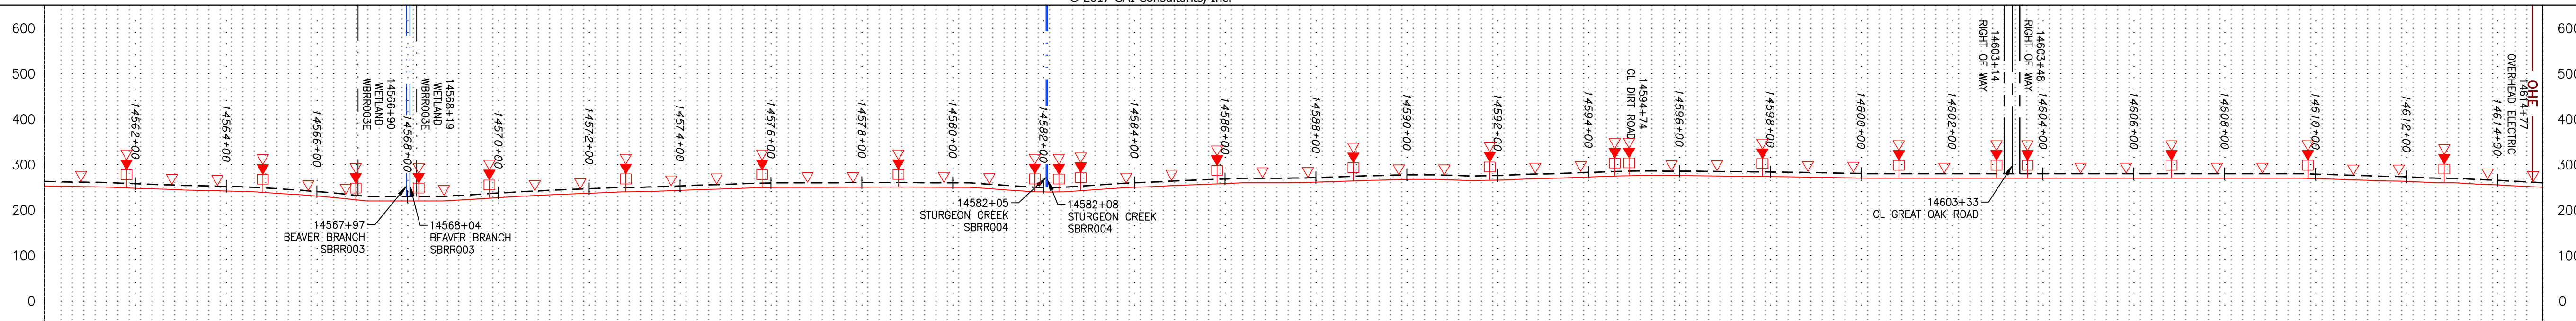 © 2017 GAI Consultants, Inc.
600
500
400
300
200
100
0
14562+00
14564+00
14566+00
14566+90
WETLAND
WBRR003E
14568+00
14568+19
WETLAND
WBRR003E
14567+97
BEAVER BRANCH
SBRR003
14568+04
BEAVER BRANCH
SBRR003
14570+00
14572+00
14574+00
14576+00
14578+00
14580+00
14582+00
14582+05
STURGEON CREEK
SBRR004
14582+08
STURGEON CREEK
SBRR004
14584+00
14586+00
14588+00
14590+00
14592+00
14594+00
14594+74
CL DIRT ROAD
14596+00
14598+00
14600+00
14602+00
14603+14
RIGHT OF WAY
14603+48
RIGHT OF WAY
14603+33
CL GREAT OAK ROAD
14604+00
14606+00
14608+00
14610+00
14612+00
14614+00
14614+77
OVERHEAD ELECTRIC
OHE
600
500
400
300
200
100
0